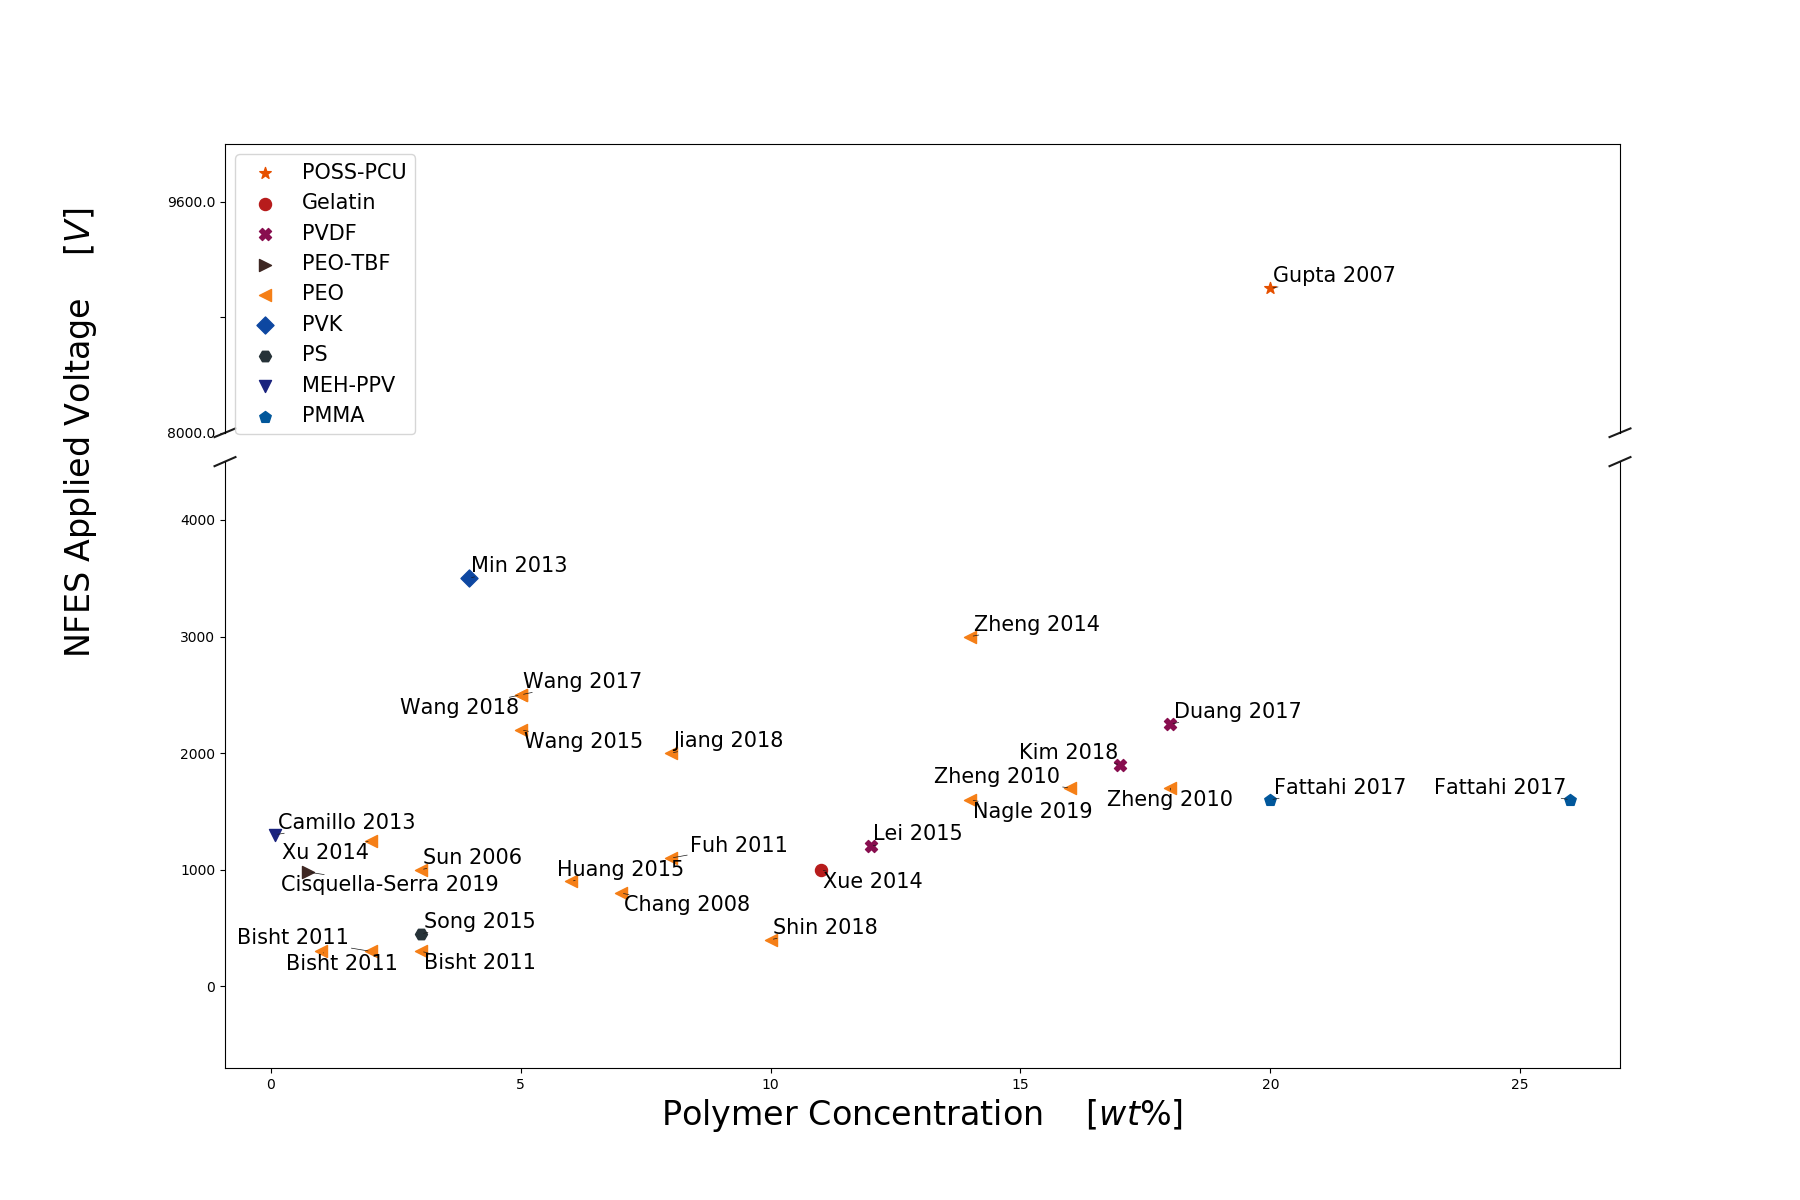 POSS-PCU
Gelatin
PVDF
PEO-TBF
PEO
PVK
PS
MEH-PPV
PMMA
9600.0
8000.0
4000
3000
2000
1000
0
NFES Applied Voltage [V]
Gupta 2007
Min 2013
Zheng 2014
Wang 2017
Wang 2018
Duang 2017
Wang 2015
Jiang 2018
Kim 2018
Zheng 2010
Fattahi 2017
Fattahi 2017
Zheng 2010
Nagle 2019
Camillo 2013
Lei 2015
Fuh 2011
Xu 2014
Sun 2006
Huang 2015
Cisquella-Serra 2019
Xue 2014
Chang 2008
Song 2015
Shin 2018
Bisht 2011
Bisht 2011
Bisht 2011
0
5
10
15
20
25
Polymer Concentration [wt%]